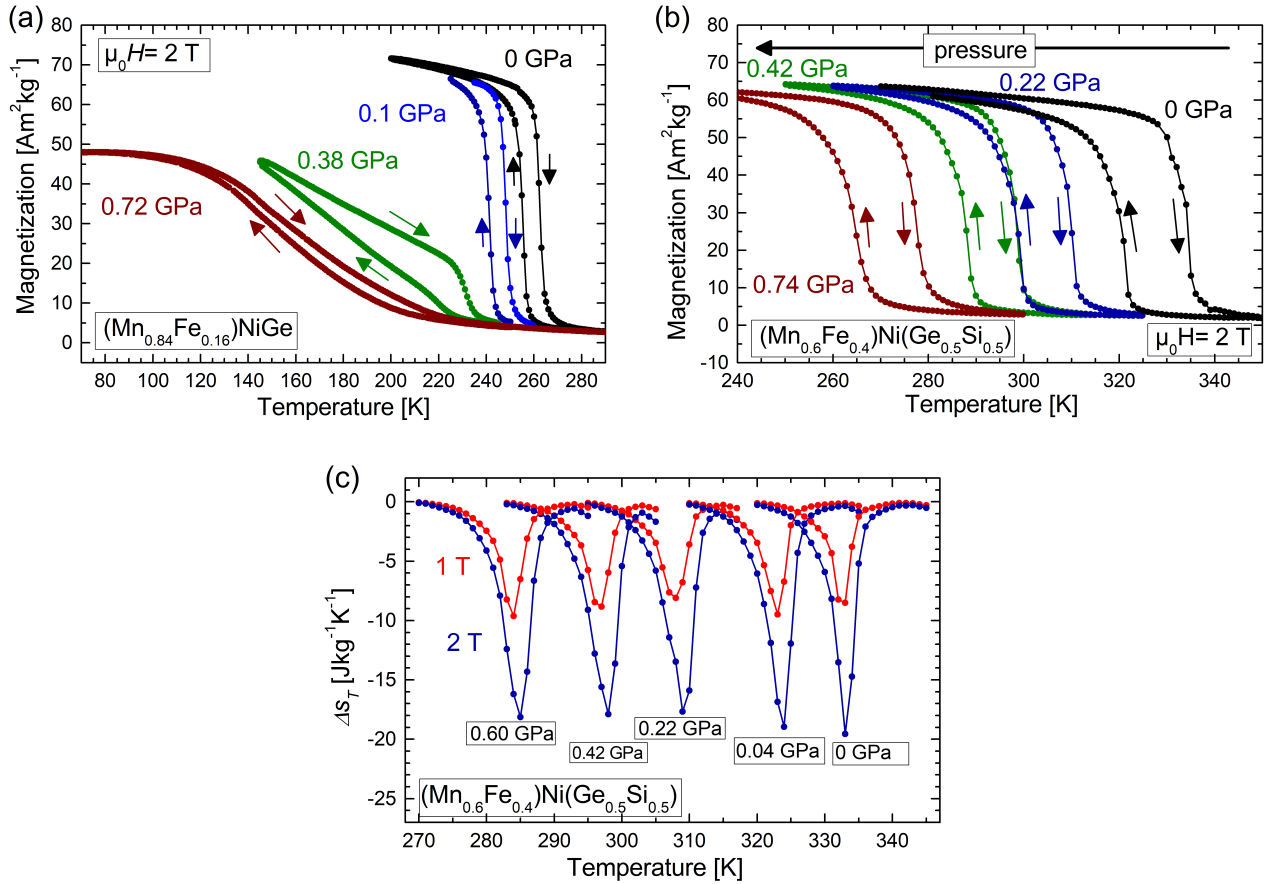 (a)
μ₀H= 2 T
0 GPa
0.1 GPa
0.38 GPa
0.72 GPa
(Mn₀.₈₄Fe₀.₁₆)NiGe
Magnetization [Am²kg⁻¹]
80
70
60
50
40
30
20
10
0
80 100 120 140 160 180 200 220 240 260 280
Temperature [K]
(b)
pressure
0.42 GPa
0.22 GPa
0 GPa
0.74 GPa
(Mn₀.₆Fe₀.₄)Ni(Ge₀.₅Si₀.₅)
μ₀H= 2 T
Magnetization [Am²kg⁻¹]
80
70
60
50
40
30
20
10
0
-10
240 260 280 300 320 340
Temperature [K]
(c)
1 T
2 T
0.60 GPa
0.42 GPa
0.22 GPa
0.04 GPa
0 GPa
(Mn₀.₆Fe₀.₄)Ni(Ge₀.₅Si₀.₅)
Δs_T [Jkg⁻¹K⁻¹]
0
-5
-10
-15
-20
-25
270 280 290 300 310 320 330 340
Temperature [K]